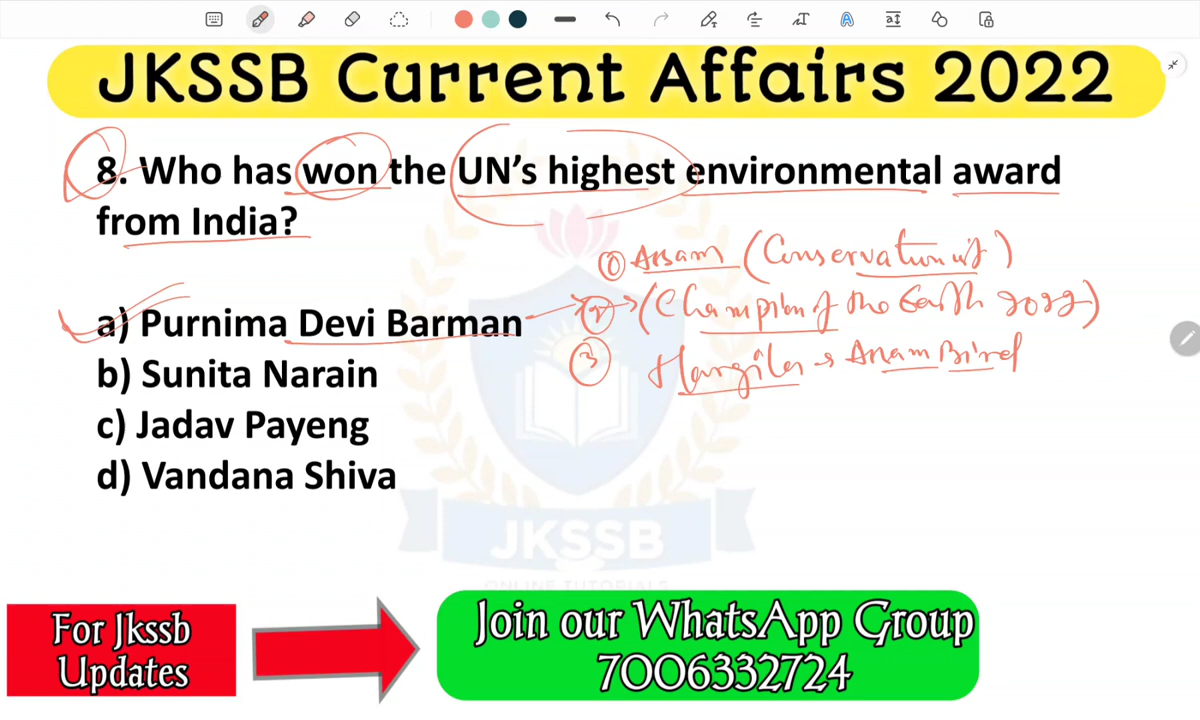 JKSSB Current Affairs 2022
8. Who has won the UN's highest environmental award
from India?
① Assam (Conservationist)
a) Purnima Devi Barman
② → (Champion of the Earth 2022)
b) Sunita Narain
③ Hargila → Assam Bird
c) Jadav Payeng
d) Vandana Shiva
JKSSB
ONLINE TUTORIALS
For Jkssb
Updates
Join our WhatsApp Group
7006332724